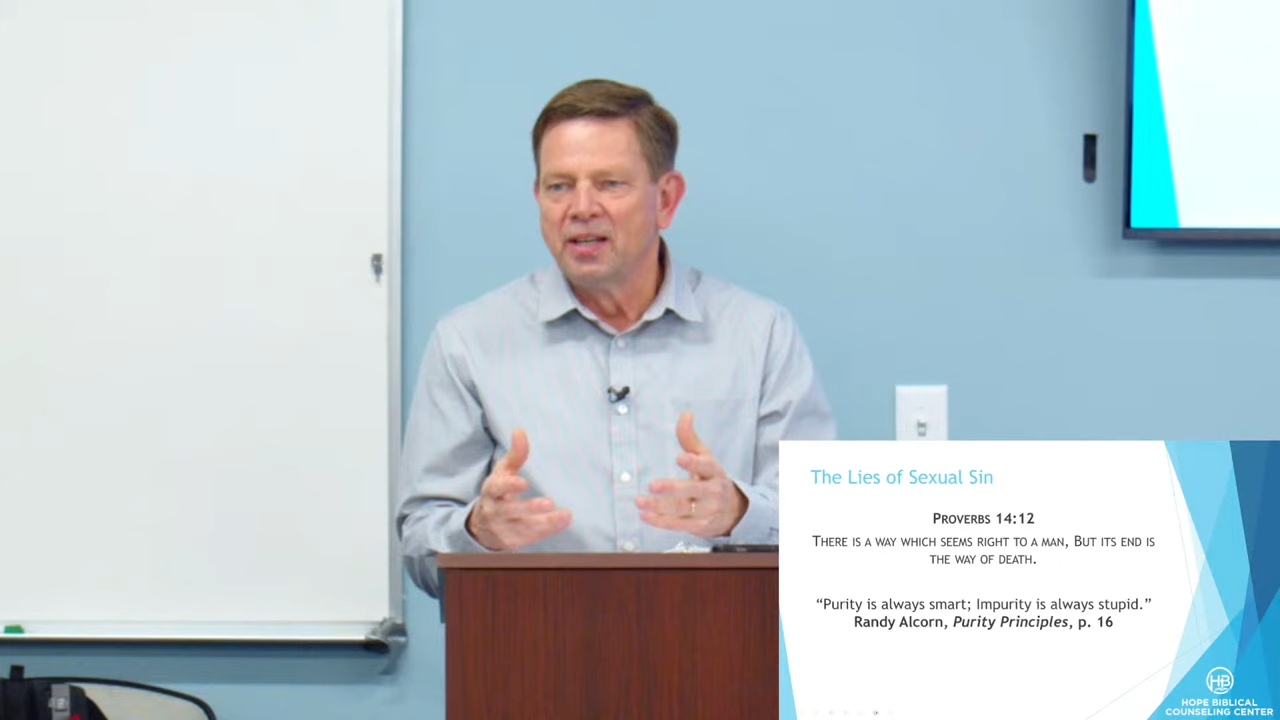 The Lies of Sexual Sin
PROVERBS 14:12
THERE IS A WAY WHICH SEEMS RIGHT TO A MAN, BUT ITS END IS
THE WAY OF DEATH.
“Purity is always smart; Impurity is always stupid.”
Randy Alcorn, Purity Principles, p. 16
HB
HOPE BIBLICAL
COUNSELING CENTER